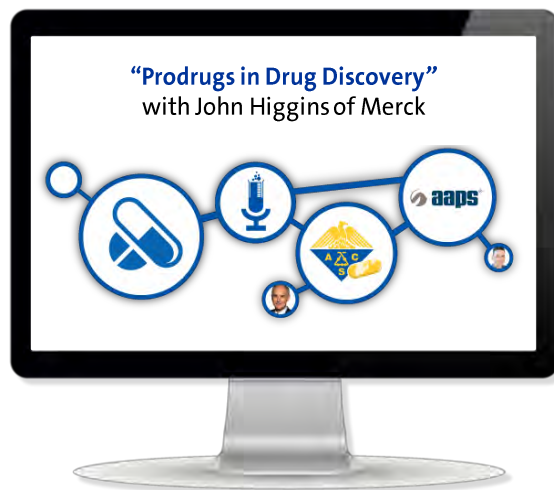 “Prodrugs in Drug Discovery”
with John Higgins of Merck
aaps
A C
S